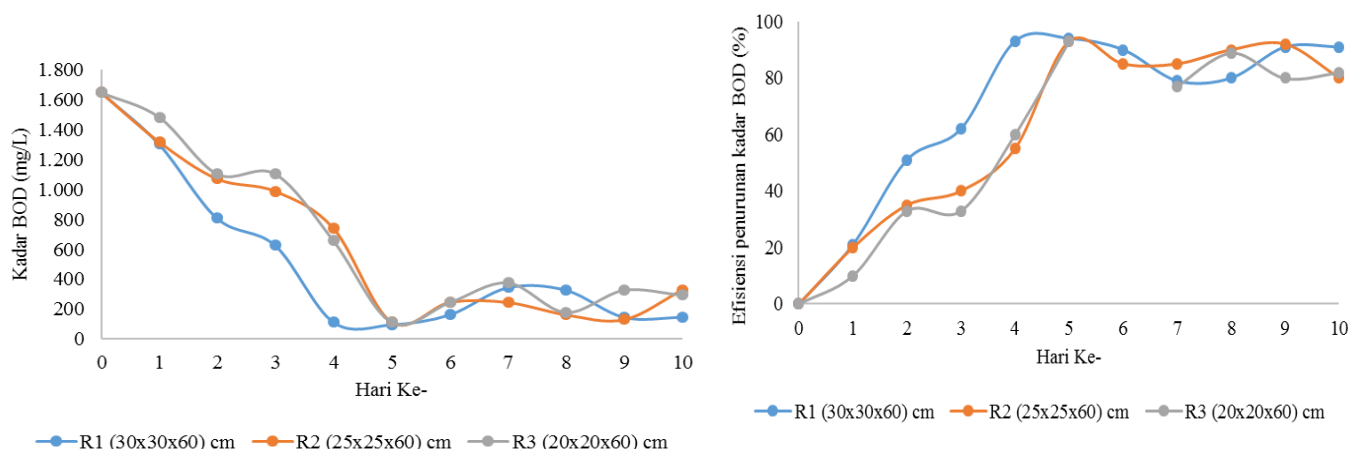 1.800
1.600
1.400
1.200
1.000
800
600
400
200
0
Kadar BOD (mg/L)
0 1 2 3 4 5 6 7 8 9 10
Hari Ke-
R1 (30x30x60) cm R2 (25x25x60) cm R3 (20x20x60) cm
100
80
60
40
20
0
Efisiensi penurunan kadar BOD (%)
0 1 2 3 4 5 6 7 8 9 10
Hari Ke-
R1 (30x30x60) cm R2 (25x25x60) cm R3 (20x20x60) cm